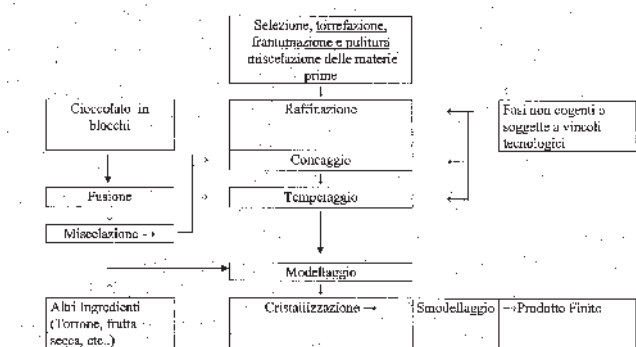 Selezione, torrefazione,
frantumazione e pulitura
miscelazione delle materie
prime
Cioccolato in
blocchi
Raffinazione
Fasi non cogenti o
soggette a vincoli
tecnologici
Concaggio
Fusione
Temperaggio
Miscelazione →
Modellaggio
Altri Ingredienti
(Torrone, frutta
secca, etc..)
Cristallizzazione →
Smodellaggio
→Prodotto Finito